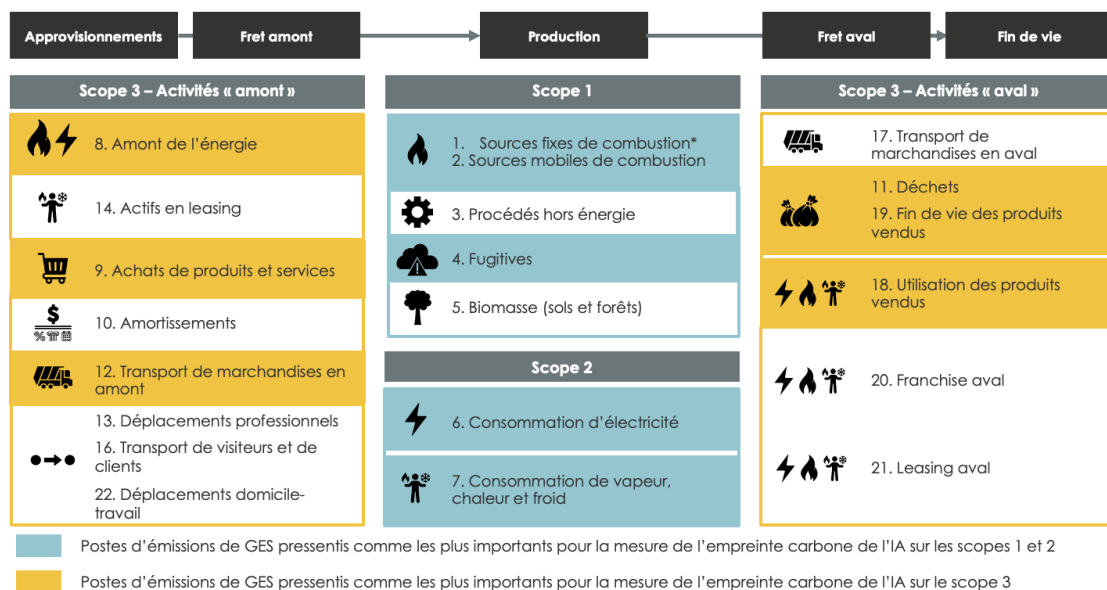 Approvisionnements
Fret amont
Production
Fret aval
Fin de vie
Scope 3 – Activités « amont »
8. Amont de l’énergie
14. Actifs en leasing
9. Achats de produits et services
$
%
10. Amortissements
12. Transport de marchandises en
amont
13. Déplacements professionnels
16. Transport de visiteurs et de
clients
22. Déplacements domicile-
travail
Scope 1
1. Sources fixes de combustion*
2. Sources mobiles de combustion
3. Procédés hors énergie
4. Fugitives
5. Biomasse (sols et forêts)
Scope 2
6. Consommation d’électricité
7. Consommation de vapeur,
chaleur et froid
Scope 3 – Activités « aval »
17. Transport de
marchandises en aval
11. Déchets
19. Fin de vie des produits
vendus
18. Utilisation des produits
vendus
20. Franchise aval
21. Leasing aval
Postes d’émissions de GES pressentis comme les plus importants pour la mesure de l’empreinte carbone de l’IA sur les scopes 1 et 2
Postes d’émissions de GES pressentis comme les plus importants pour la mesure de l’empreinte carbone de l’IA sur le scope 3